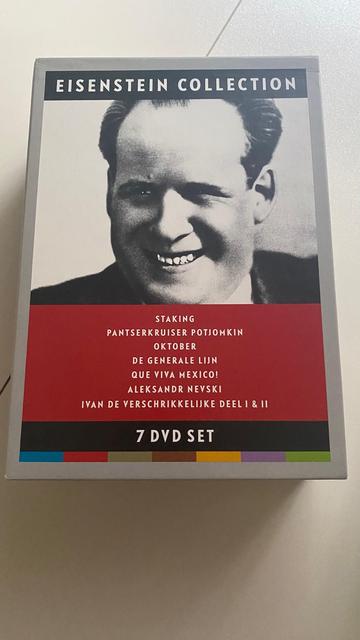 EISENSTEIN COLLECTION
STAKING
PANTSERKRUISER POTJOMKIN
OKTOBER
DE GENERALE LIJN
QUE VIVA MEXICO!
ALEKSANDR NEVSKI
IVAN DE VERSCHRIKKELIJKE DEEL I & II
7 DVD SET